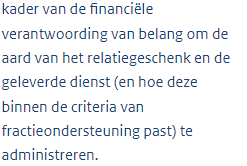 kader van de financiële
verantwoording van belang om de
aard van het relatiegeschenk en de
geleverde dienst (en hoe deze
binnen de criteria van
fractieondersteuning past) te
administreren.